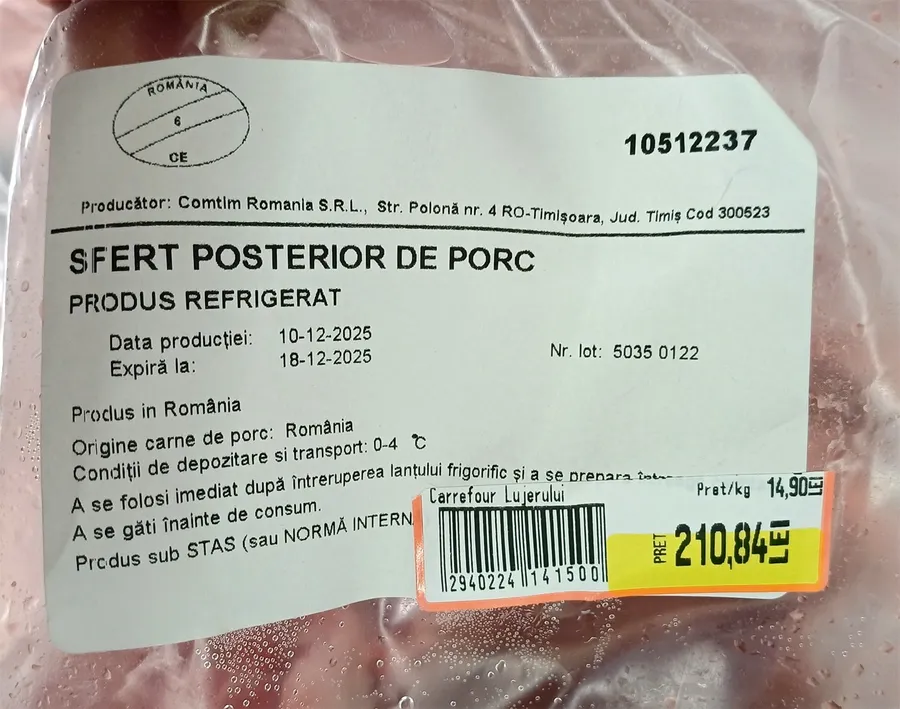 ROMÂNIA
6
CE
10512237
Producător: Comtim Romania S.R.L., Str. Polonă nr. 4 RO-Timișoara, Jud. Timiș Cod 300523
SFERT POSTERIOR DE PORC
PRODUS REFRIGERAT
Data producției: 10-12-2025
Expiră la: 18-12-2025
Nr. lot: 5035 0122
Produs in România
Origine carne de porc: România
Condiții de depozitare si transport: 0-4 °C
A se folosi imediat după întreruperea lanțului frigorific și a se prepara
A se găti înainte de consum.
Produs sub STAS (sau NORMĂ INTERN
Carrefour Lujerului
Pret/kg 14,90LEI
2940224 141500
PRET 210,84LEI